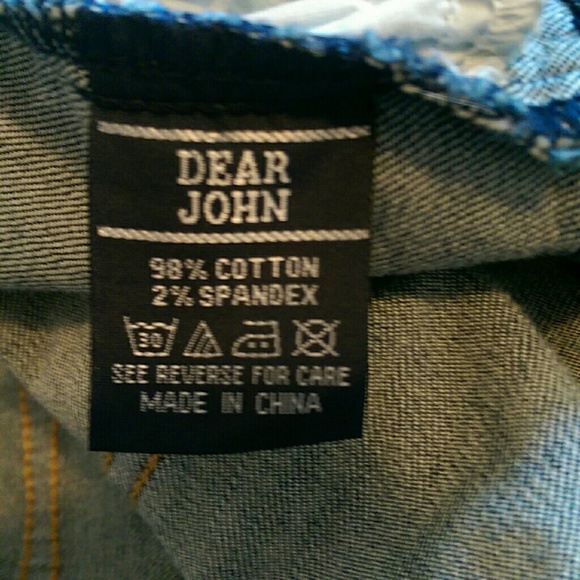 DEAR
JOHN
98% COTTON
2% SPANDEX
30
SEE REVERSE FOR CARE
MADE IN CHINA